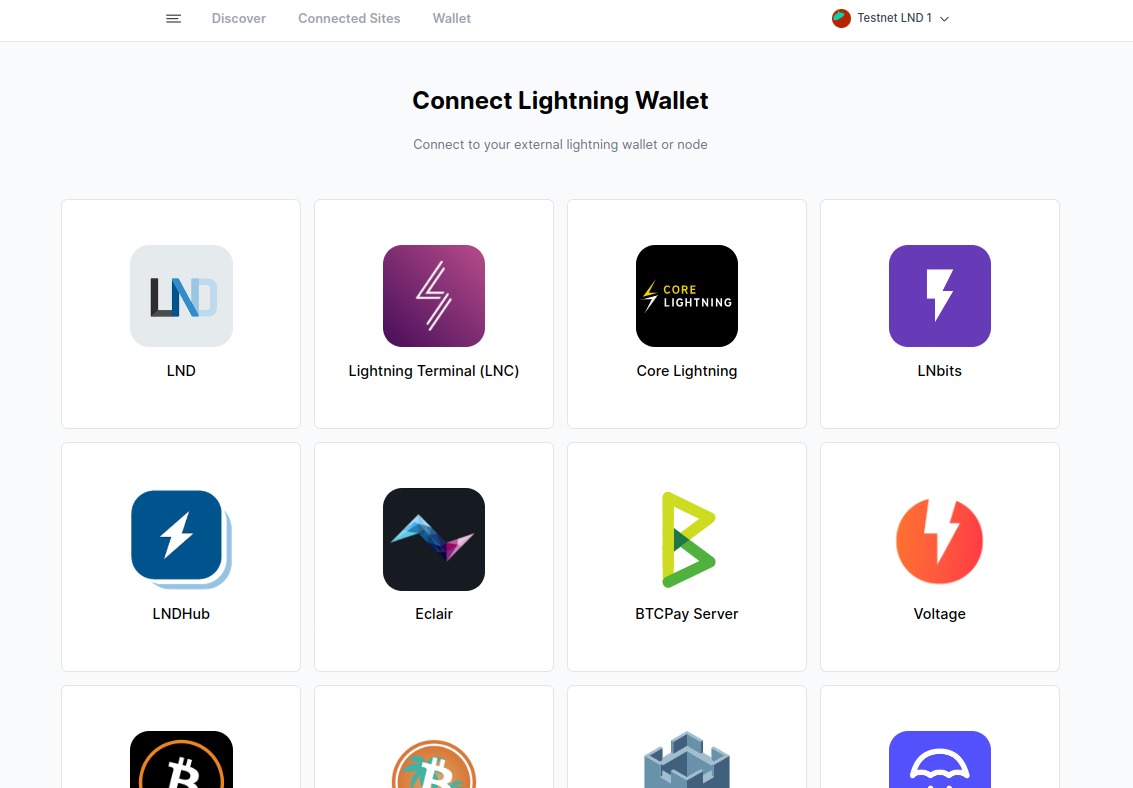 Discover Connected Sites Wallet Testnet LND 1
Connect Lightning Wallet
Connect to your external lightning wallet or node
LND
CORE
LIGHTNING
LND Lightning Terminal (LNC) Core Lightning LNbits
LNDHub Eclair BTCPay Server Voltage